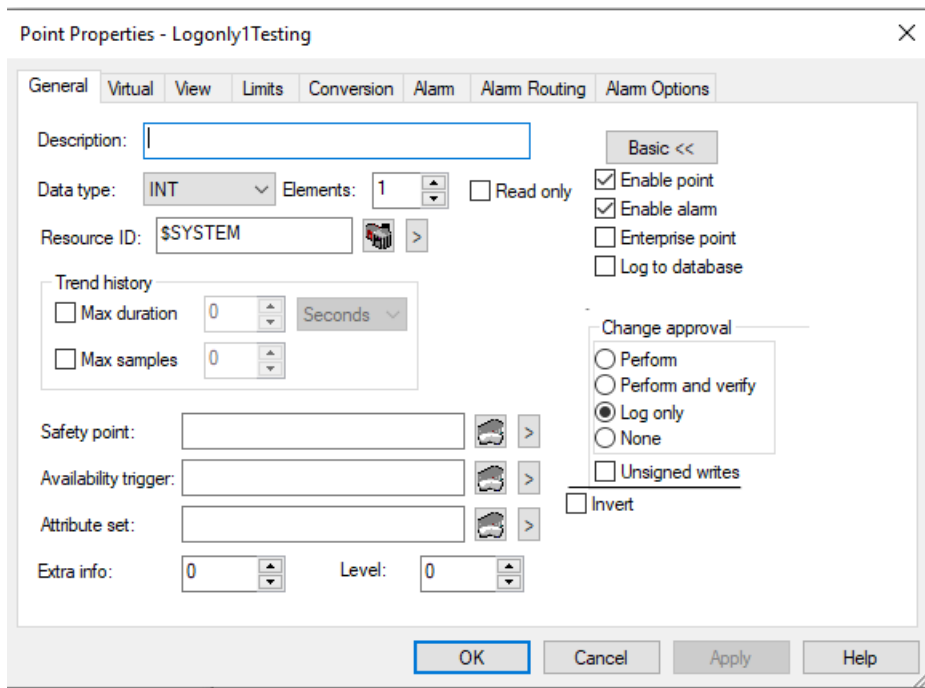 Point Properties - Logonly1Testing
General Virtual View Limits Conversion Alarm Alarm Routing Alarm Options
Description:
Basic <<
Data type: INT Elements: 1 Read only
Enable point
Enable alarm
Resource ID: $SYSTEM >
Enterprise point
Log to database
Trend history
Max duration 0 Seconds
Max samples 0
Change approval
Perform
Perform and verify
Log only
None
Unsigned writes
Safety point: >
Availability trigger: >
Invert
Attribute set: >
Extra info: 0 Level: 0
OK Cancel Apply Help